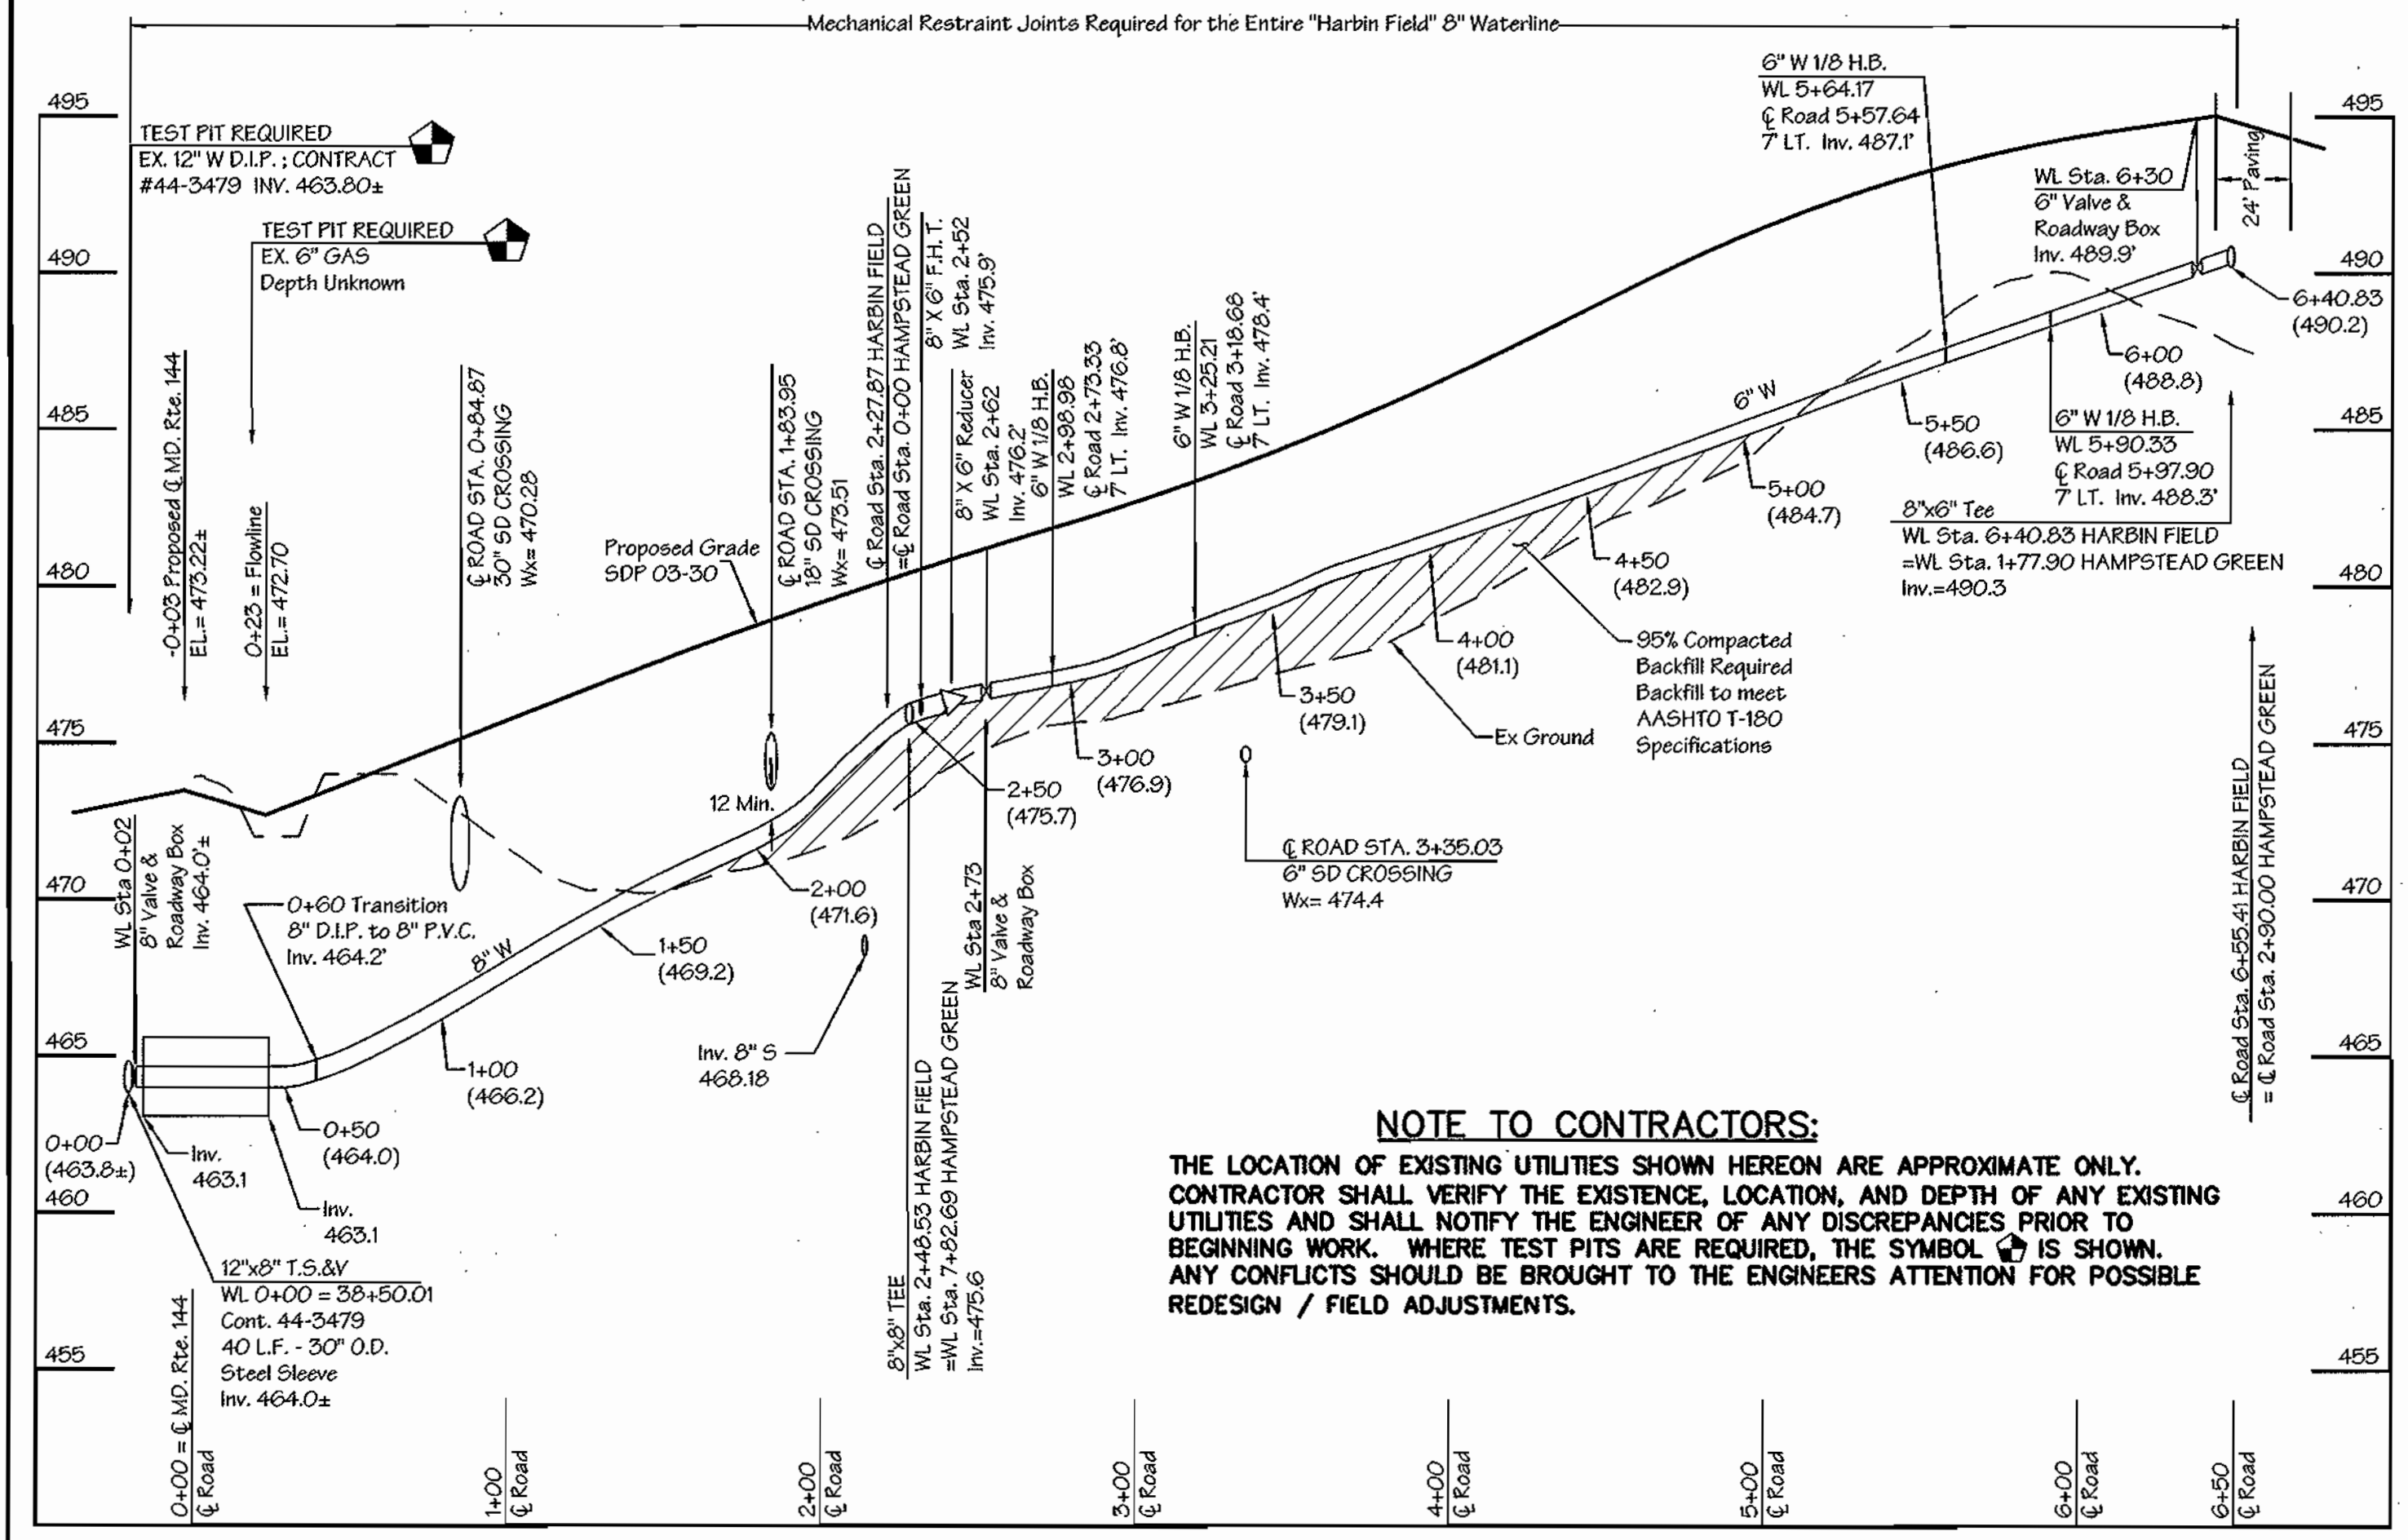 Mechanical Restraint Joints Required for the Entire "Harbin Field" 8" Waterline
495
490
485
480
475
470
465
460
455
TEST PIT REQUIRED
EX. 12" W D.I.P. ; CONTRACT
#44-3479 INV. 463.80±
TEST PIT REQUIRED
EX. 6" GAS
Depth Unknown
-0+03 Proposed ℄ MD. Rte. 144
EL.= 473.22±
0+23 = Flowline
EL.= 472.70
℄ ROAD STA. 0+84.87
30" SD CROSSING
Wx= 470.28
Proposed Grade
SDP 03-30
℄ ROAD STA. 1+83.95
18" SD CROSSING
Wx= 473.51
12 Min.
℄ Road Sta. 2+27.87 HARBIN FIELD
=℄ Road Sta. 0+00 HAMPSTEAD GREEN
8" X 6" F.H.T.
WL Sta. 2+52
Inv. 475.9'
8" X 6" Reducer
WL Sta. 2+62
Inv. 476.2'
6" W 1/8 H.B.
WL 2+98.98
℄ Road 2+73.33
7' LT. Inv. 476.8'
6" W 1/8 H.B.
WL 3+25.21
℄ Road 3+18.68
7' LT. Inv. 478.4'
6" W 1/8 H.B.
WL 5+64.17
℄ Road 5+57.64
7' LT. Inv. 487.1'
WL Sta. 6+30
6" Valve &
Roadway Box
Inv. 489.9'
24' Paving
495
490
485
480
475
470
465
460
455
6+40.83
(490.2)
6+00
(488.8)
6" W 1/8 H.B.
WL 5+90.33
℄ Road 5+97.90
7' LT. Inv. 488.3'
8"x6" Tee
WL Sta. 6+40.83 HARBIN FIELD
=WL Sta. 1+77.90 HAMPSTEAD GREEN
Inv.=490.3
6" W
5+50
(486.6)
5+00
(484.7)
4+50
(482.9)
4+00
(481.1)
3+50
(479.1)
3+00
(476.9)
2+50
(475.7)
2+00
(471.6)
1+50
(469.2)
1+00
(466.2)
0+50
(464.0)
0+00
(463.8±)
95% Compacted
Backfill Required
Backfill to meet
AASHTO T-180
Specifications
Ex Ground
℄ ROAD STA. 3+35.03
6" SD CROSSING
Wx= 474.4
WL Sta 0+02
8" Valve &
Roadway Box
Inv. 464.0'±
0+60 Transition
8" D.I.P. to 8" P.V.C.
Inv. 464.2'
8" W
Inv. 8" S
468.18
WL Sta 2+73
8" Valve &
Roadway Box
8"x8" TEE
WL Sta. 2+48.53 HARBIN FIELD
=WL Sta. 7+82.69 HAMPSTEAD GREEN
Inv.=475.6
Inv.
463.1
Inv.
463.1
12"x8" T.S.&V
WL 0+00 = 38+50.01
Cont. 44-3479
40 L.F. - 30" O.D.
Steel Sleeve
Inv. 464.0±
℄ Road Sta. 6+55.41 HARBIN FIELD
= ℄ Road Sta. 2+90.00 HAMPSTEAD GREEN
NOTE TO CONTRACTORS:
THE LOCATION OF EXISTING UTILITIES SHOWN HEREON ARE APPROXIMATE ONLY.
CONTRACTOR SHALL VERIFY THE EXISTENCE, LOCATION, AND DEPTH OF ANY EXISTING
UTILITIES AND SHALL NOTIFY THE ENGINEER OF ANY DISCREPANCIES PRIOR TO
BEGINNING WORK. WHERE TEST PITS ARE REQUIRED, THE SYMBOL IS SHOWN.
ANY CONFLICTS SHOULD BE BROUGHT TO THE ENGINEERS ATTENTION FOR POSSIBLE
REDESIGN / FIELD ADJUSTMENTS.
0+00 = ℄ MD. Rte. 144
℄ Road
1+00
℄ Road
2+00
℄ Road
3+00
℄ Road
4+00
℄ Road
5+00
℄ Road
6+00
℄ Road
6+50
℄ Road